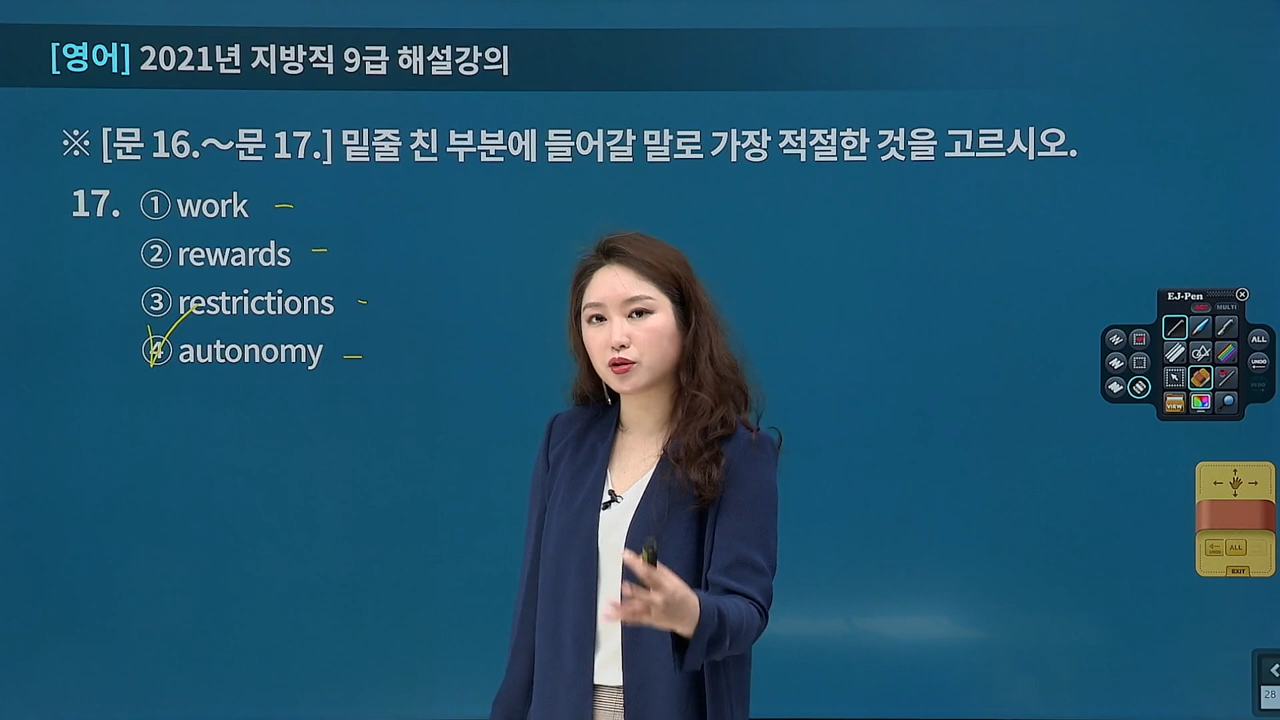 [영어] 2021년 지방직 9급 해설강의
※ [문 16.～문 17.] 밑줄 친 부분에 들어갈 말로 가장 적절한 것을 고르시오.
17. ① work
② rewards
③ restrictions
④ autonomy
EJ-Pen
MULTI
ALL
UNDO
VIEW
UNDO
ALL
EXIT
28